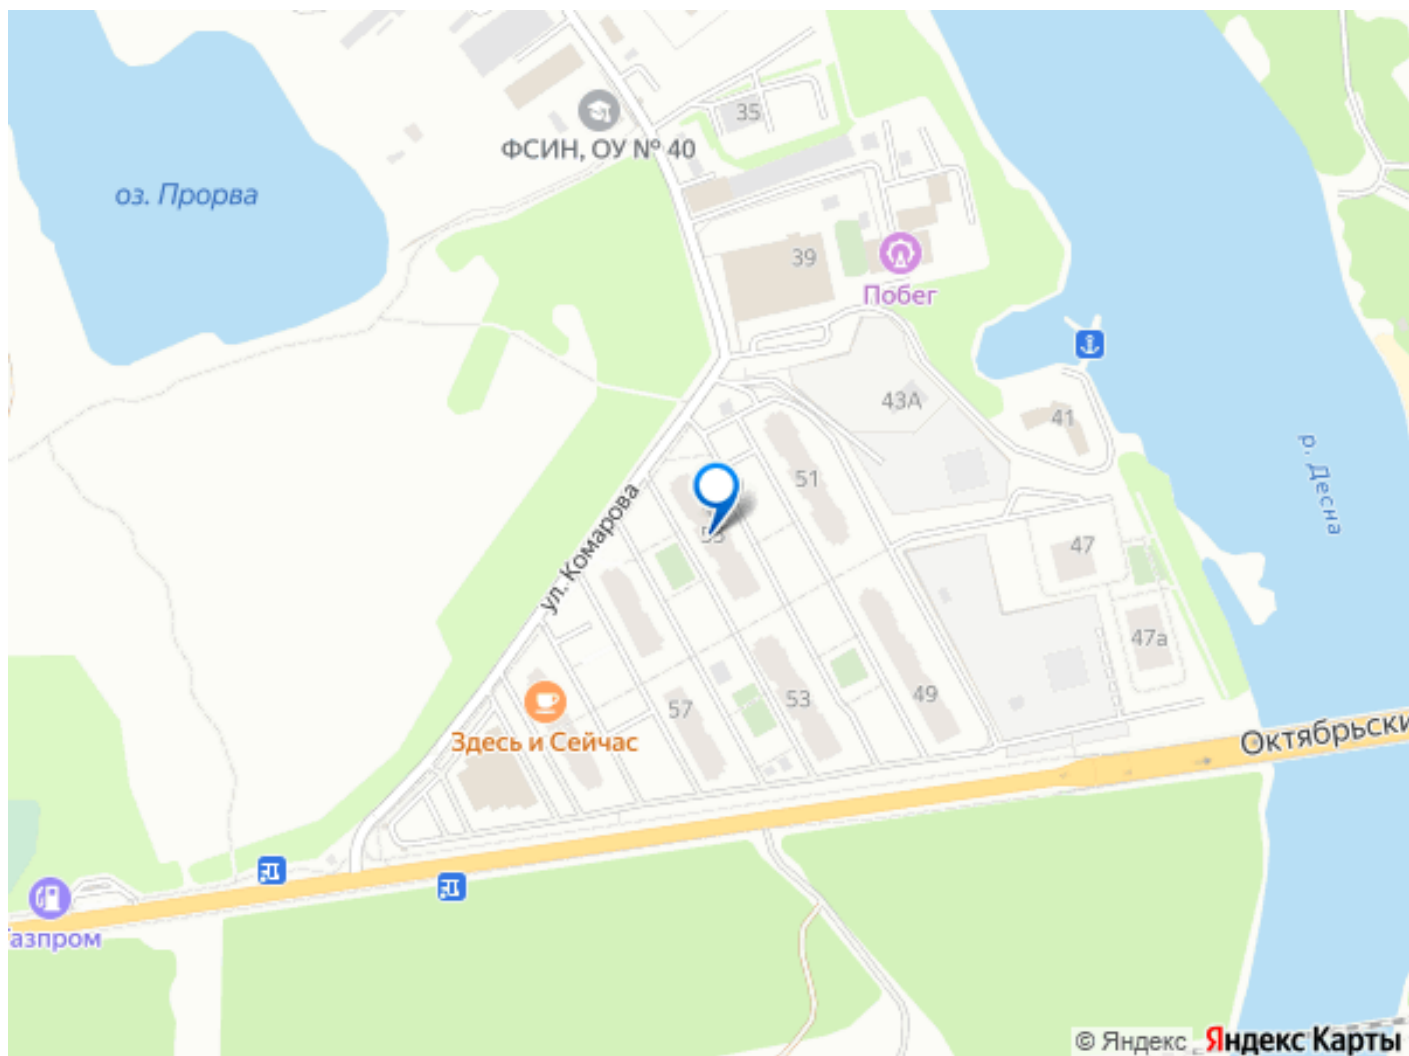 35
ФСИН, ОУ № 40
оз. Прорва
39
Побег
43А
41
51
р. Десна
ул. Комарова
47
47а
57
53
49
Здесь и Сейчас
Октябрьски
азпром
© Яндекс Яндекс Карты